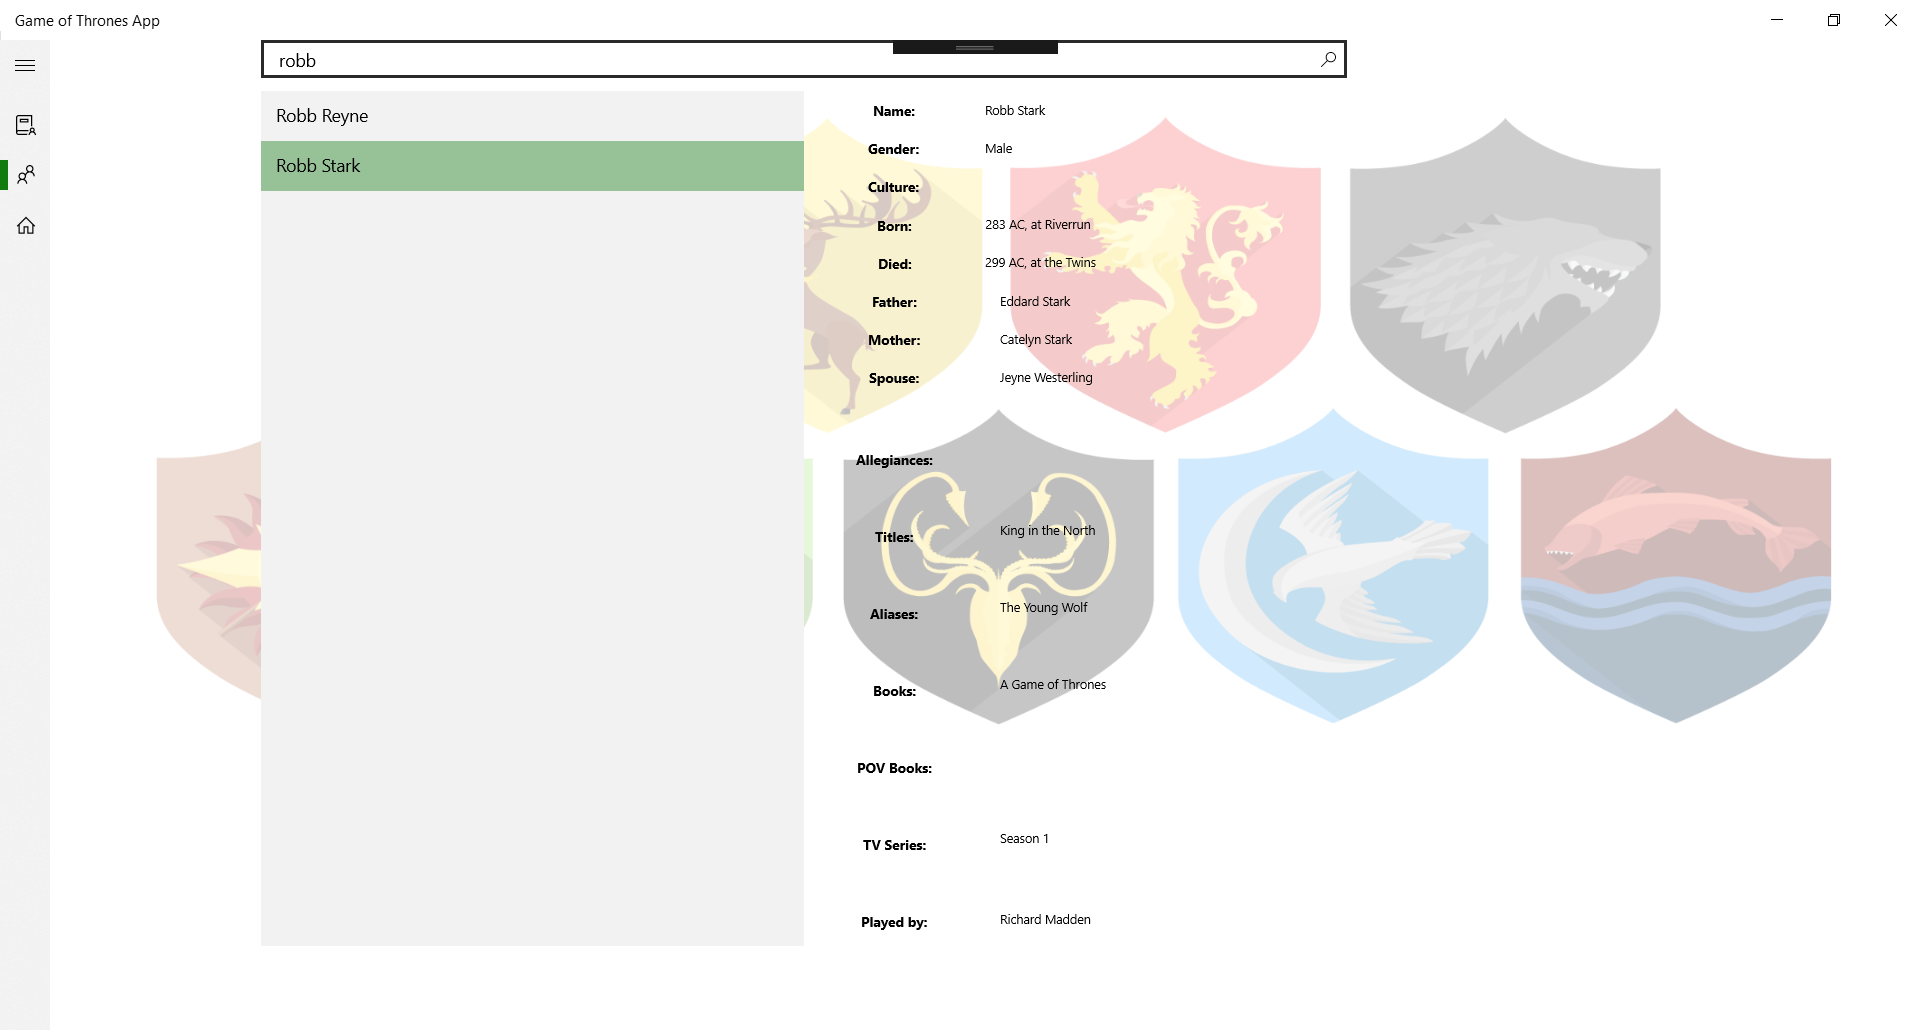 Game of Thrones App
robb
Robb Reyne
Robb Stark
Name: Robb Stark
Gender: Male
Culture:
Born: 283 AC, at Riverrun
Died: 299 AC, at the Twins
Father: Eddard Stark
Mother: Catelyn Stark
Spouse: Jeyne Westerling
Allegiances:
Titles: King in the North
Aliases: The Young Wolf
Books: A Game of Thrones
POV Books:
TV Series: Season 1
Played by: Richard Madden